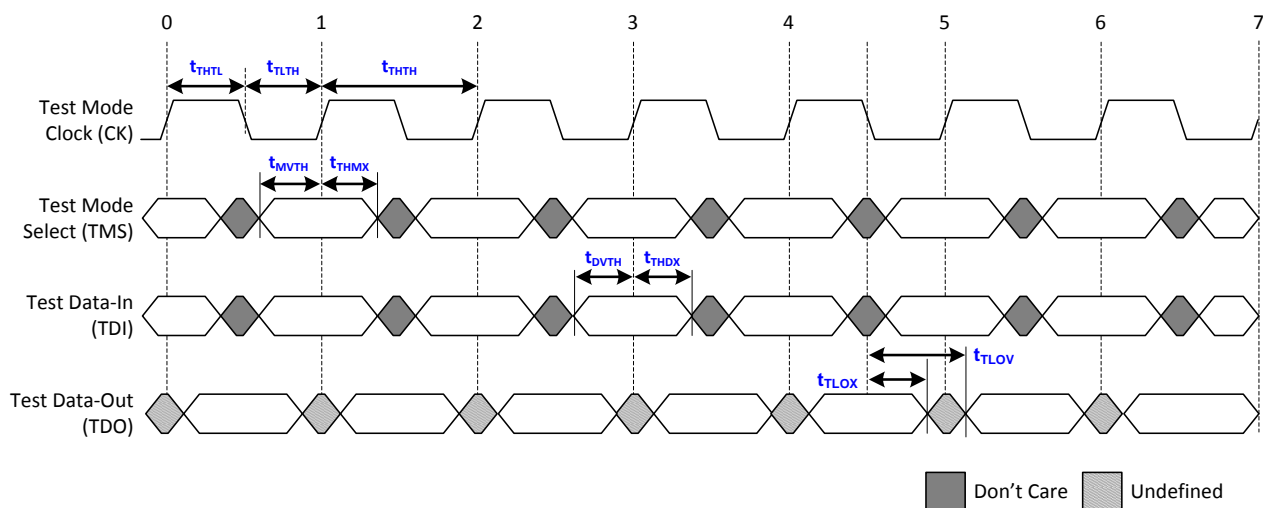 0 1 2 3 4 5 6 7
tTHTL tTLTH tTHTH
Test Mode
Clock (CK)
tMVTH tTHMX
Test Mode
Select (TMS)
tDVTH tTHDX
Test Data-In
(TDI)
tTLOV
tTLOX
Test Data-Out
(TDO)
Don't Care Undefined